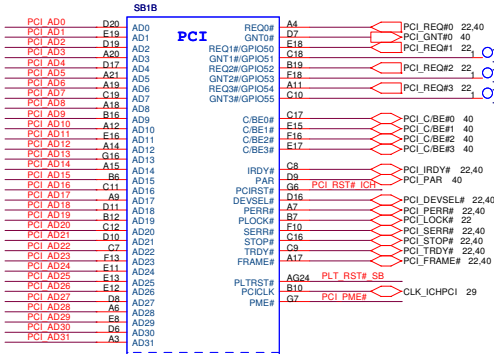 SB1B
PCI
PCI_AD0 D20 AD0
PCI_AD1 E19 AD1
PCI_AD2 D19 AD2
PCI_AD3 A20 AD3
PCI_AD4 D17 AD4
PCI_AD5 A21 AD5
PCI_AD6 A19 AD6
PCI_AD7 C19 AD7
PCI_AD8 A18 AD8
PCI_AD9 B16 AD9
PCI_AD10 A12 AD10
PCI_AD11 E16 AD11
PCI_AD12 A14 AD12
PCI_AD13 G16 AD13
PCI_AD14 A15 AD14
PCI_AD15 B6 AD15
PCI_AD16 C11 AD16
PCI_AD17 A9 AD17
PCI_AD18 D11 AD18
PCI_AD19 B12 AD19
PCI_AD20 C12 AD20
PCI_AD21 D10 AD21
PCI_AD22 C7 AD22
PCI_AD23 F13 AD23
PCI_AD24 E11 AD24
PCI_AD25 E13 AD25
PCI_AD26 E12 AD26
PCI_AD27 D8 AD27
PCI_AD28 A6 AD28
PCI_AD29 E8 AD29
PCI_AD30 D6 AD30
PCI_AD31 A3 AD31
REQ0# A4 PCI_REQ#0 22,40
GNT0# D7 PCI_GNT#0 40
REQ1#/GPIO50 E18 PCI_REQ#1 22
GNT1#/GPIO51 C18 1
REQ2#/GPIO52 B19 PCI_REQ#2 22
GNT2#/GPIO53 F18 1
REQ3#/GPIO54 A11 PCI_REQ#3 22
GNT3#/GPIO55 C10 1
C/BE0# C17 PCI_C/BE#0 40
C/BE1# E15 PCI_C/BE#1 40
C/BE2# F16 PCI_C/BE#2 40
C/BE3# E17 PCI_C/BE#3 40
IRDY# C8 PCI_IRDY# 22,40
PAR D9 PCI_PAR 40
PCIRST# G6 PCI_RST#_ICH
DEVSEL# D16 PCI_DEVSEL# 22,40
PERR# A7 PCI_PERR# 22,40
PLOCK# B7 PCI_LOCK# 22
SERR# F10 PCI_SERR# 22,40
STOP# C16 PCI_STOP# 22,40
TRDY# C9 PCI_TRDY# 22,40
FRAME# A17 PCI_FRAME# 22,40
PLTRST# AG24 PLT_RST#_SB
PCICLK B10 CLK_ICHPCI 29
PME# G7 PCI_PME#